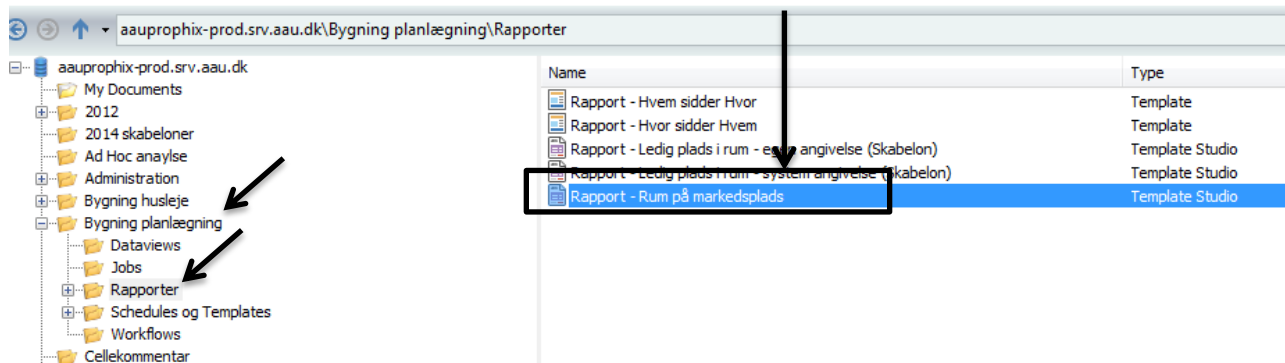 aauprophix-prod.srv.aau.dk\Bygning planlægning\Rapporter
aauprophix-prod.srv.aau.dk
My Documents
2012
2014 skabeloner
Ad Hoc anaylse
Administration
Bygning husleje
Bygning planlægning
Dataviews
Jobs
Rapporter
Schedules og Templates
Workflows
Cellekommentar
Name Type
Rapport - Hvem sidder Hvor Template
Rapport - Hvor sidder Hvem Template
Rapport - Ledig plads i rum - egen angivelse (Skabelon) Template Studio
Rapport - Ledig plads i rum - system angivelse (Skabelon) Template Studio
Rapport - Rum på markedsplads Template Studio